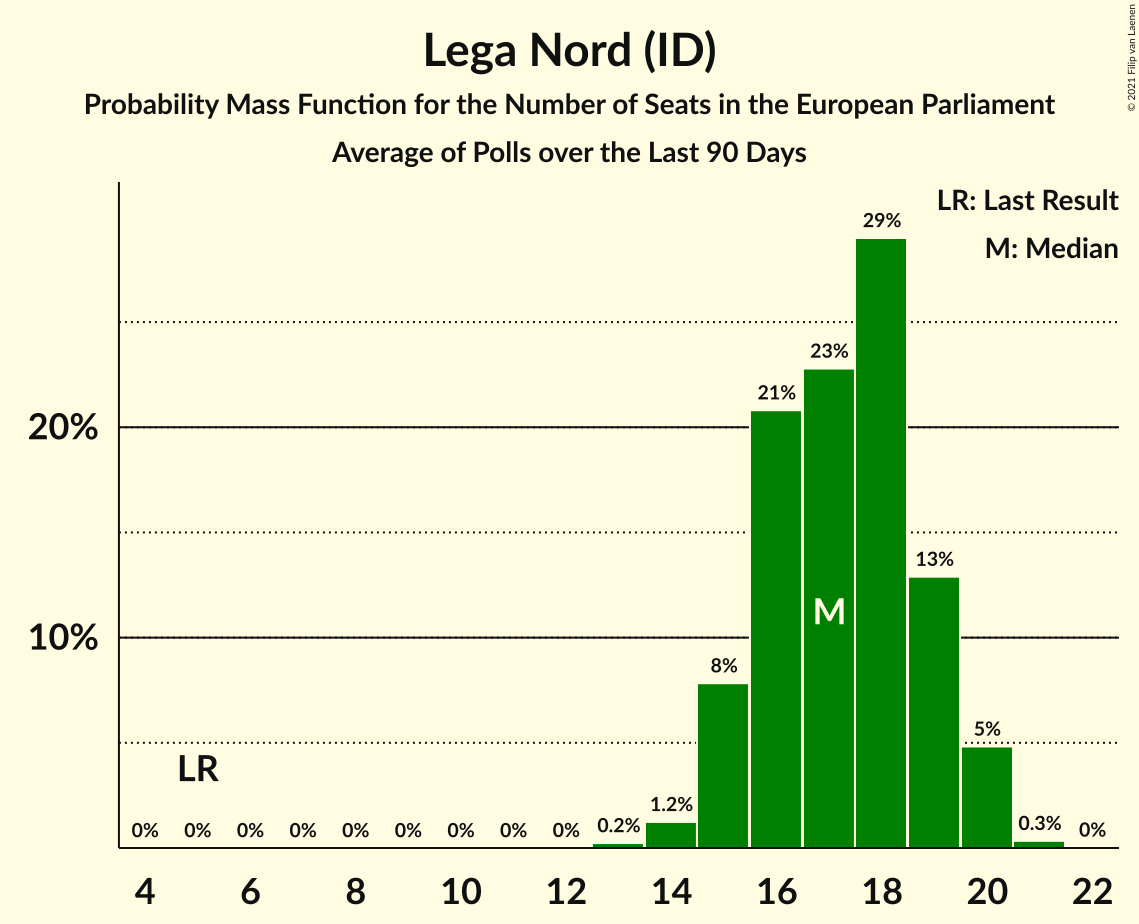 Lega Nord (ID)
Probability Mass Function for the Number of Seats in the European Parliament
Average of Polls over the Last 90 Days
© 2021 Filip van Laenen
LR: Last Result
M: Median
29%
23%
21%
20%
13%
M
10%
8%
5%
LR
1.2%
0% 0% 0% 0% 0% 0% 0% 0% 0% 0.2% 0.3% 0%
4 6 8 10 12 14 16 18 20 22